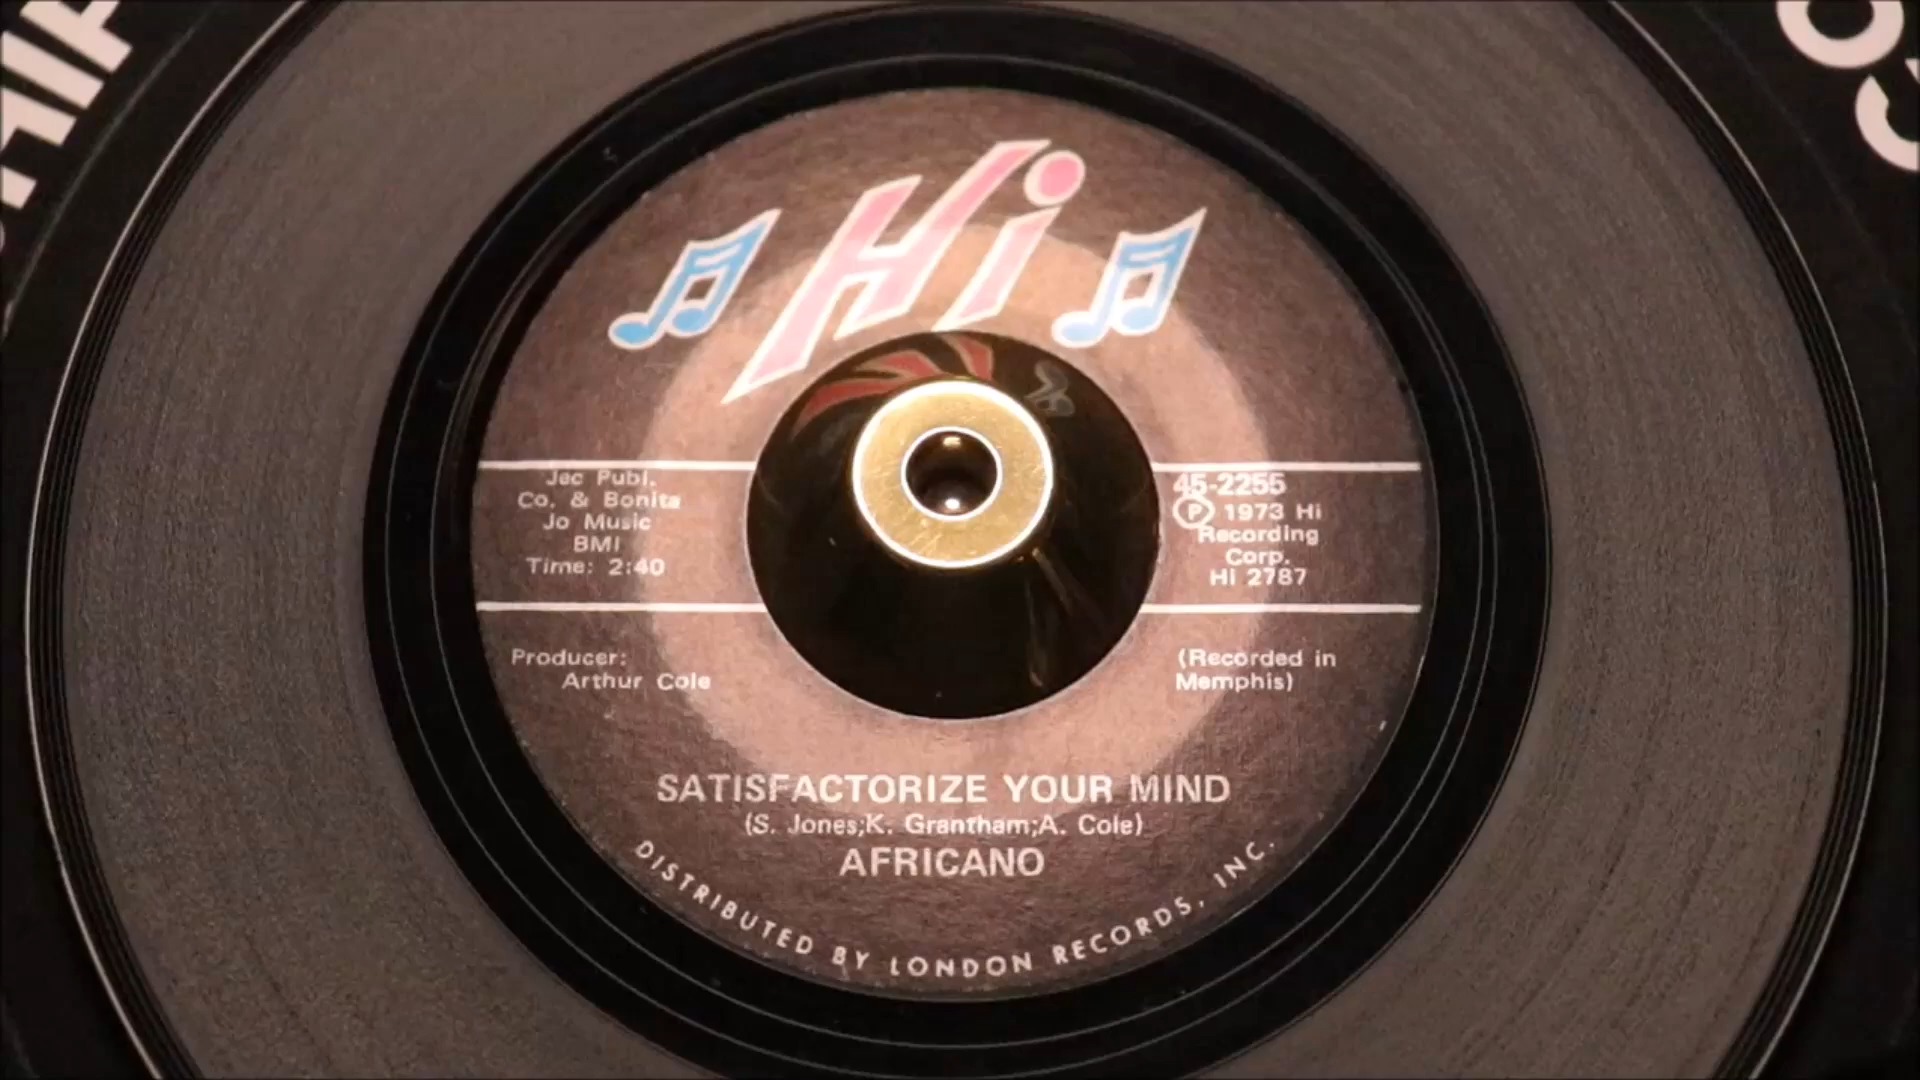 Hi
Jec Publ.
Co. & Bonita
Jo Music
BMI
Time: 2:40
45-2255
Ⓟ 1973 Hi
Recording
Corp.
HI 2787
Producer:
Arthur Cole
(Recorded in
Memphis)
SATISFACTORIZE YOUR MIND
(S. Jones;K. Grantham;A. Cole)
AFRICANO
DISTRIBUTED BY LONDON RECORDS, INC.